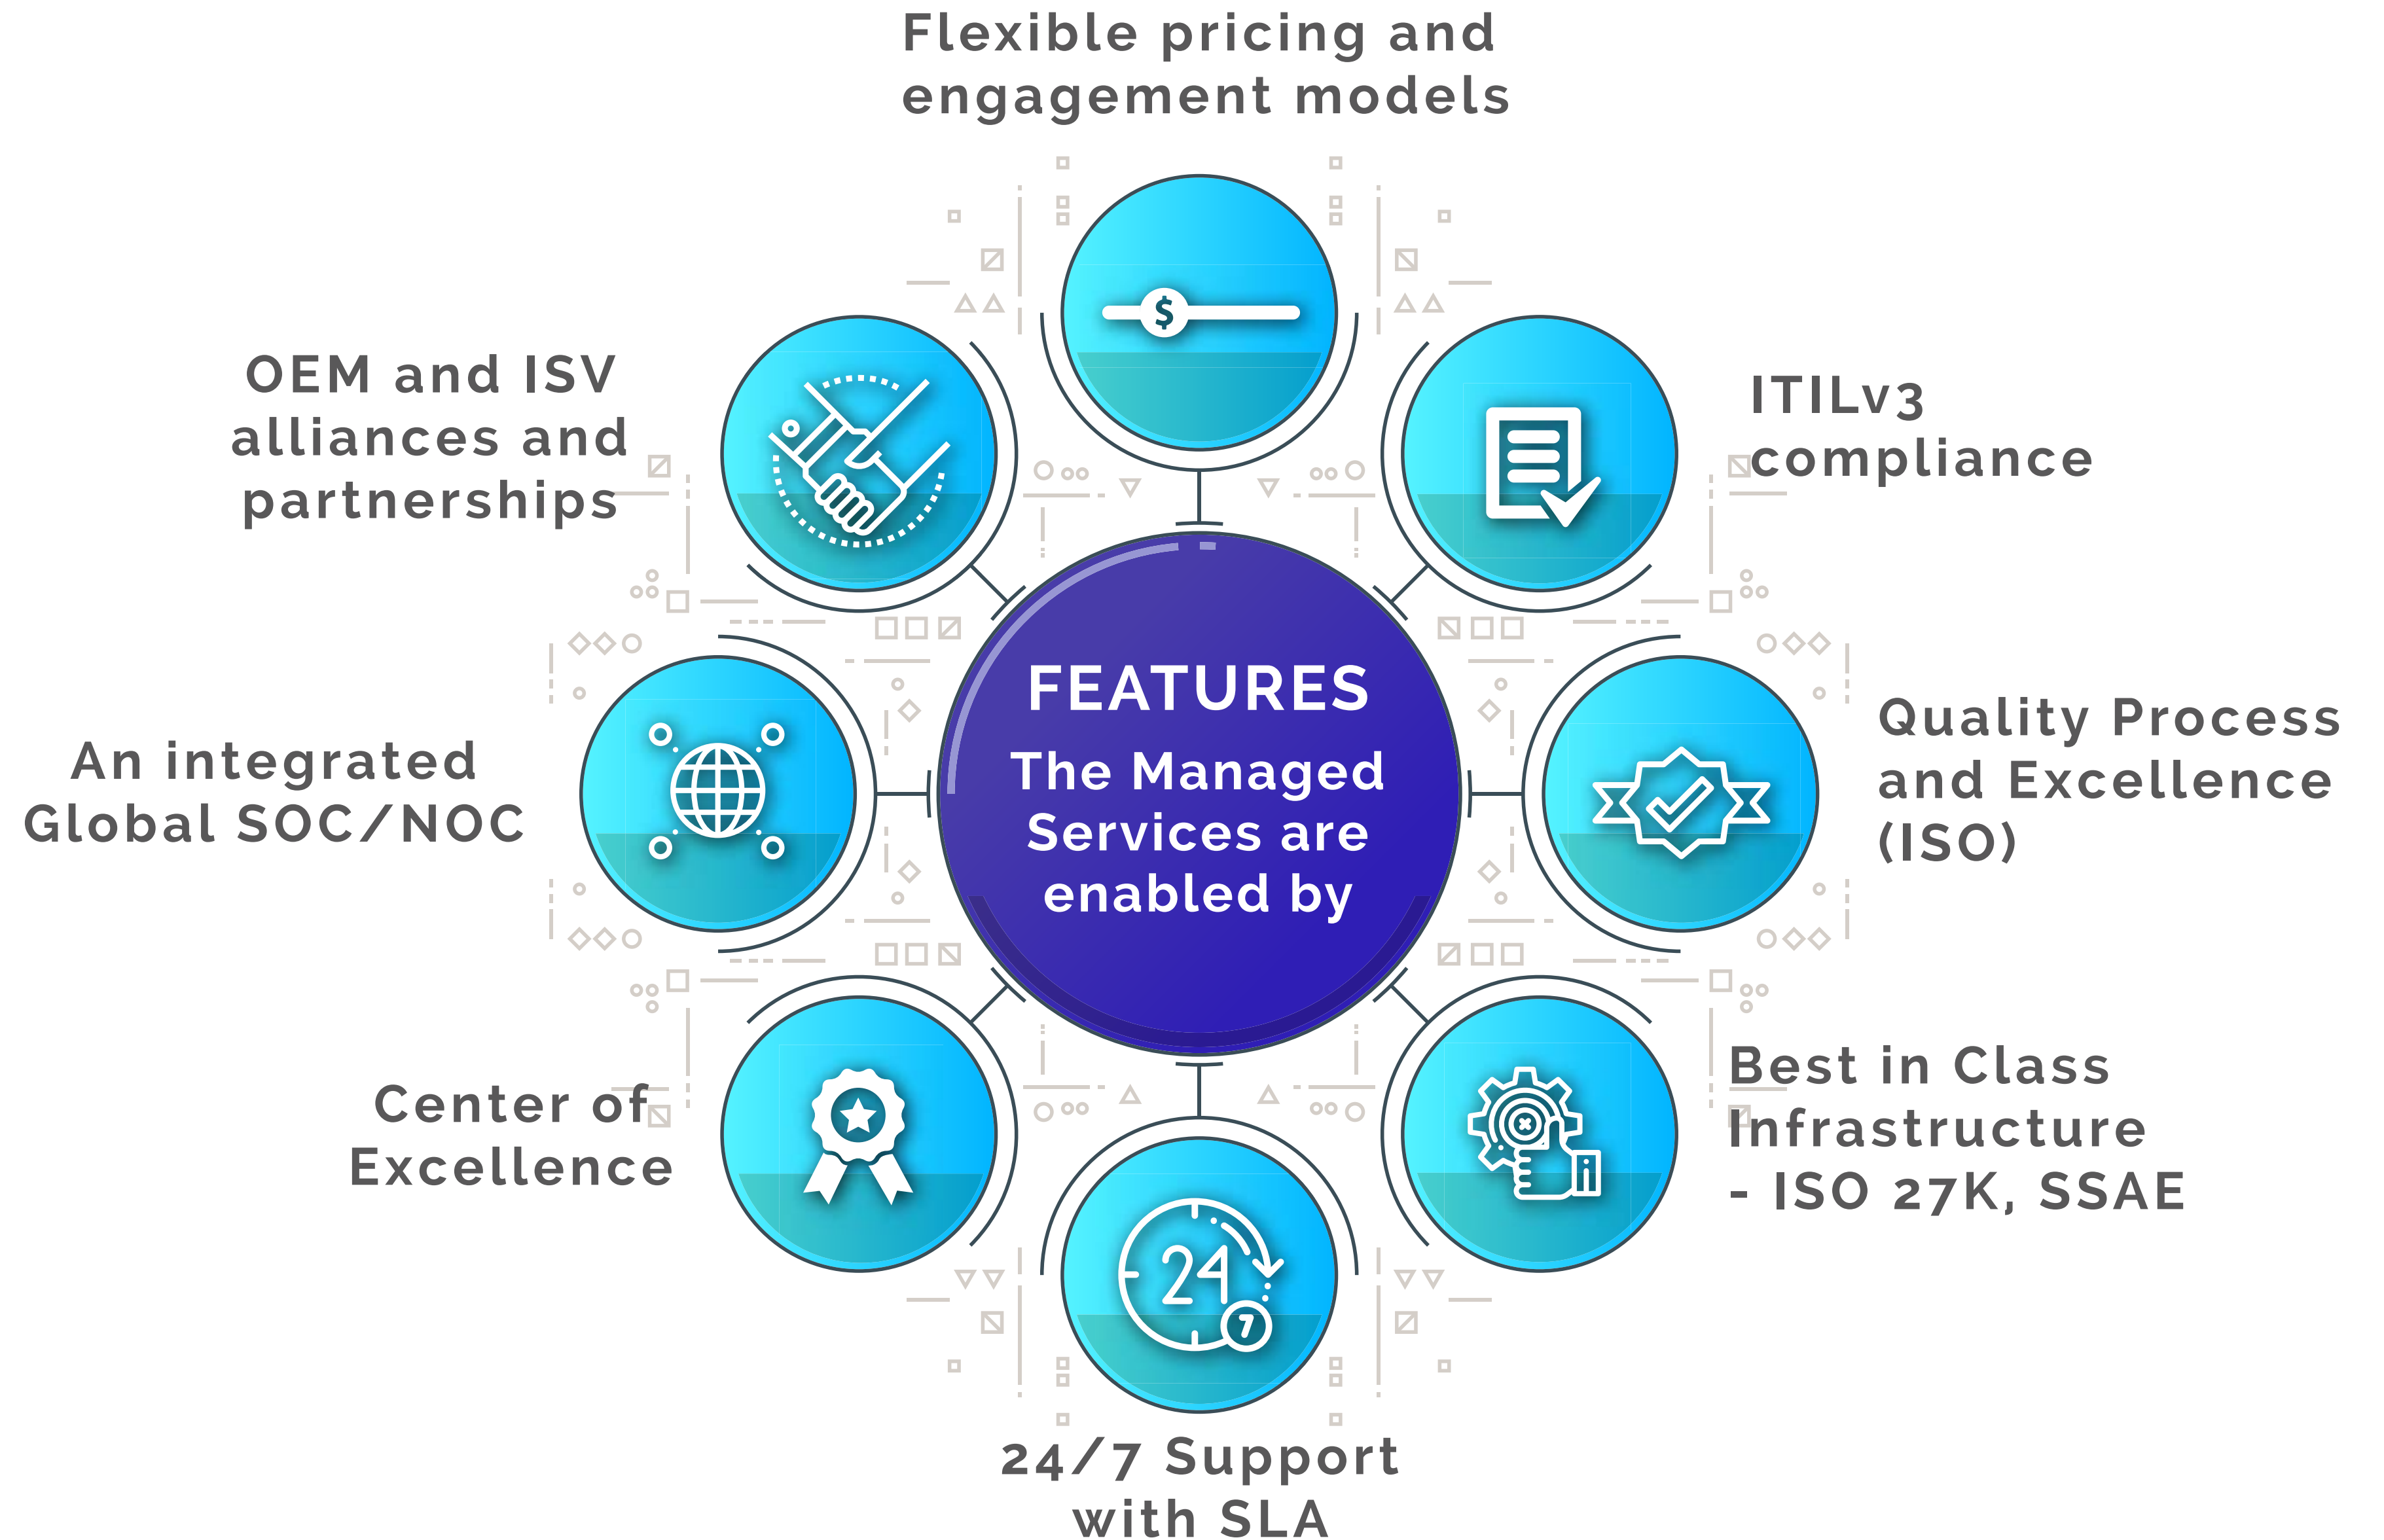 Flexible pricing and
engagement models
$
OEM and ISV
alliances and
partnerships
ITILv3
compliance
FEATURES
The Managed
Services are
enabled by
An integrated
Global SOC/NOC
Quality Process
and Excellence
(ISO)
Center of
Excellence
Best in Class
Infrastructure
- ISO 27K, SSAE
24
7
24/7 Support
with SLA